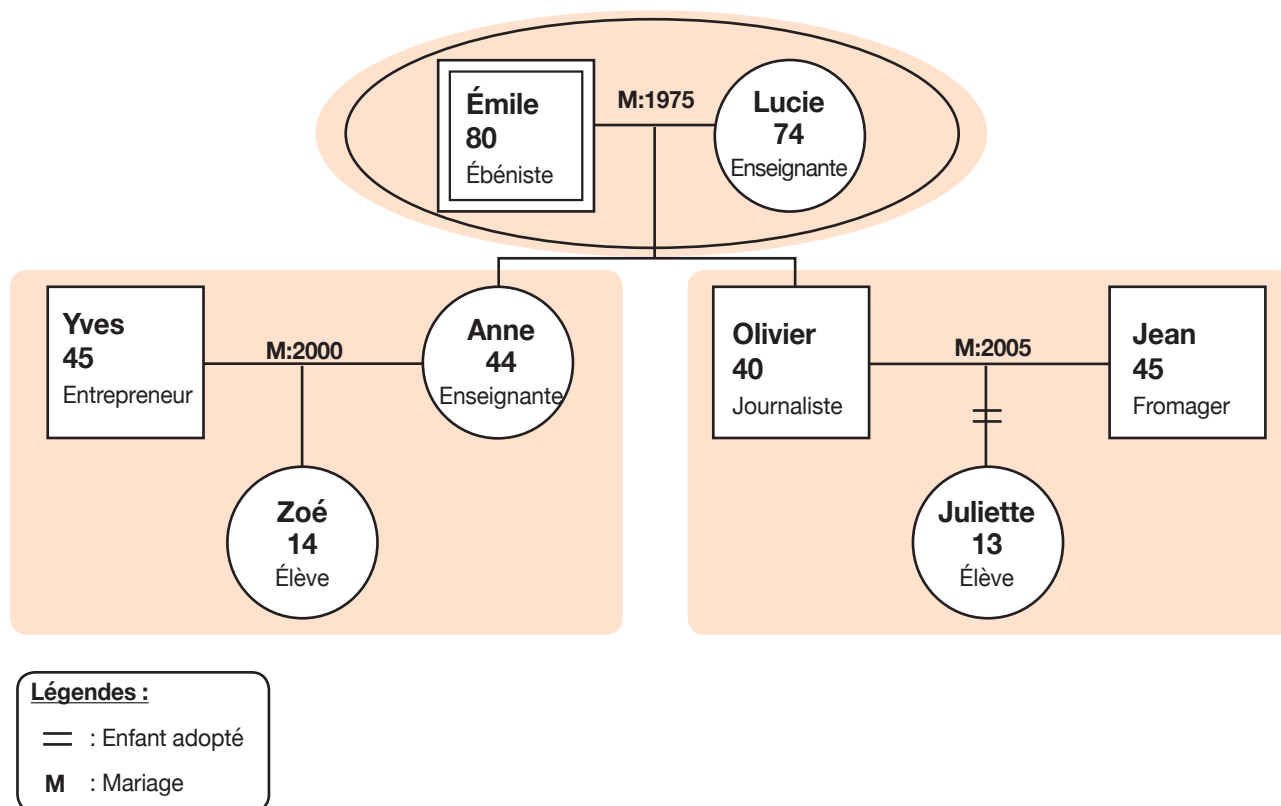 Émile
80
Ébéniste
M:1975
Lucie
74
Enseignante
Yves
45
Entrepreneur
M:2000
Anne
44
Enseignante
Olivier
40
Journaliste
M:2005
Jean
45
Fromager
Zoé
14
Élève
Juliette
13
Élève
Légendes :
= : Enfant adopté
M : Mariage